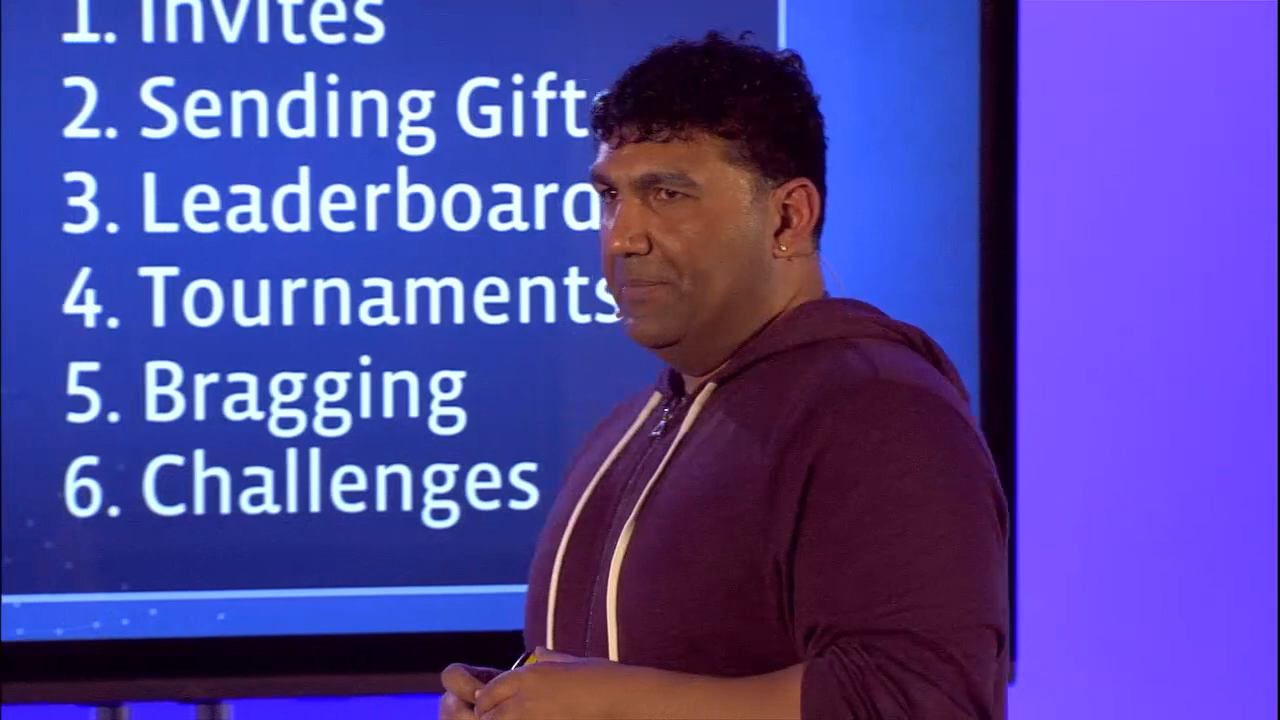 1. Invites
2. Sending Gift
3. Leaderboard
4. Tournaments
5. Bragging
6. Challenges